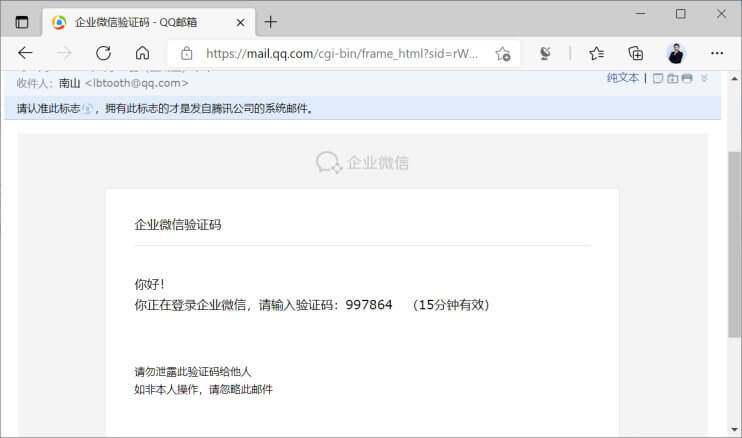 企业微信验证码 - QQ邮箱
https://mail.qq.com/cgi-bin/frame_html?sid=rW...
收件人：南山 <lbtooth@qq.com>
纯文本 |
请认准此标志，拥有此标志的才是发自腾讯公司的系统邮件。
企业微信
企业微信验证码
你好！
你正在登录企业微信，请输入验证码：997864 （15分钟有效）
请勿泄露此验证码给他人
如非本人操作，请忽略此邮件